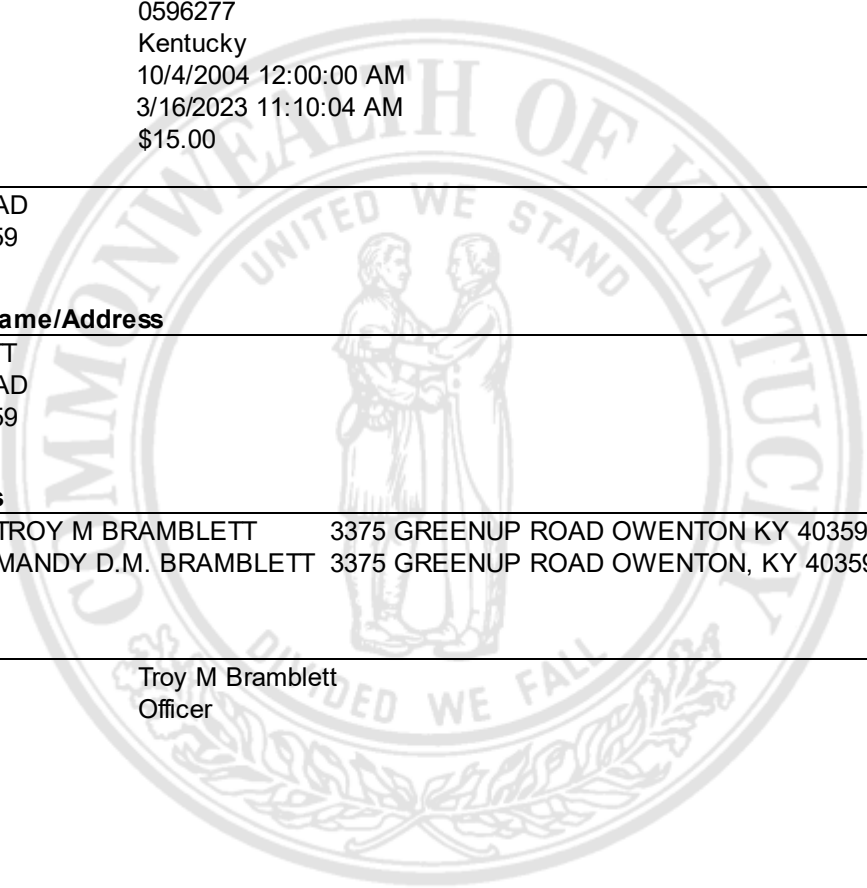 0596277
Kentucky
10/4/2004 12:00:00 AM
3/16/2023 11:10:04 AM
$15.00
AD
59
ame/Address
TT
AD
59
s
TROY M BRAMBLETT 3375 GREENUP ROAD OWENTON KY 40359
MANDY D.M. BRAMBLETT 3375 GREENUP ROAD OWENTON, KY 40359
Troy M Bramblett
Officer
COMMONWEALTH OF KENTUCKY
UNITED WE STAND
DIVIDED WE FALL